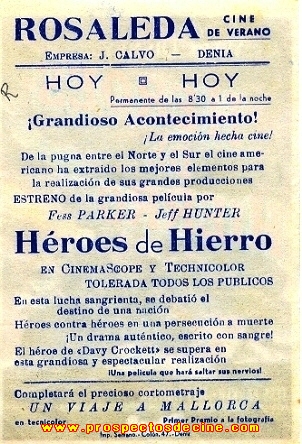 ROSALEDA CINE
DE VERANO
EMPRESA: J. CALVO — DENIA
HOY HOY
Permanente de las 8'30 a 1 de la noche
R
¡Grandioso Acontecimiento!
¡La emoción hecha cine!
De la pugna entre el Norte y el Sur el cine ame-
ricano ha extraido los mejores elementos para
la realización de sus grandes producciones
ESTRENO de la grandiosa película por
Fess PARKER - Jeff HUNTER
Héroes de Hierro
EN CINEMASCOPE Y TECHNICOLOR
TOLERADA TODOS LOS PUBLICOS
En esta lucha sangrienta, se debatió el
destino de una nación
Héroes contra héroes en una persecución a muerte
¡Un drama auténtico, escrito con sangre!
El héroe de «Davy Crocket» se supera en
esta grandiosa y espectacular realización
¡Una película que hará saltar sus nervios!
Completará el precioso cortometraje
UN VIAJE A MALLORCA
en tecnicolor Primer Premio a la fotografía
Imp. Señano. - Colón, 47. - Denia
www.prospectosdecine.com